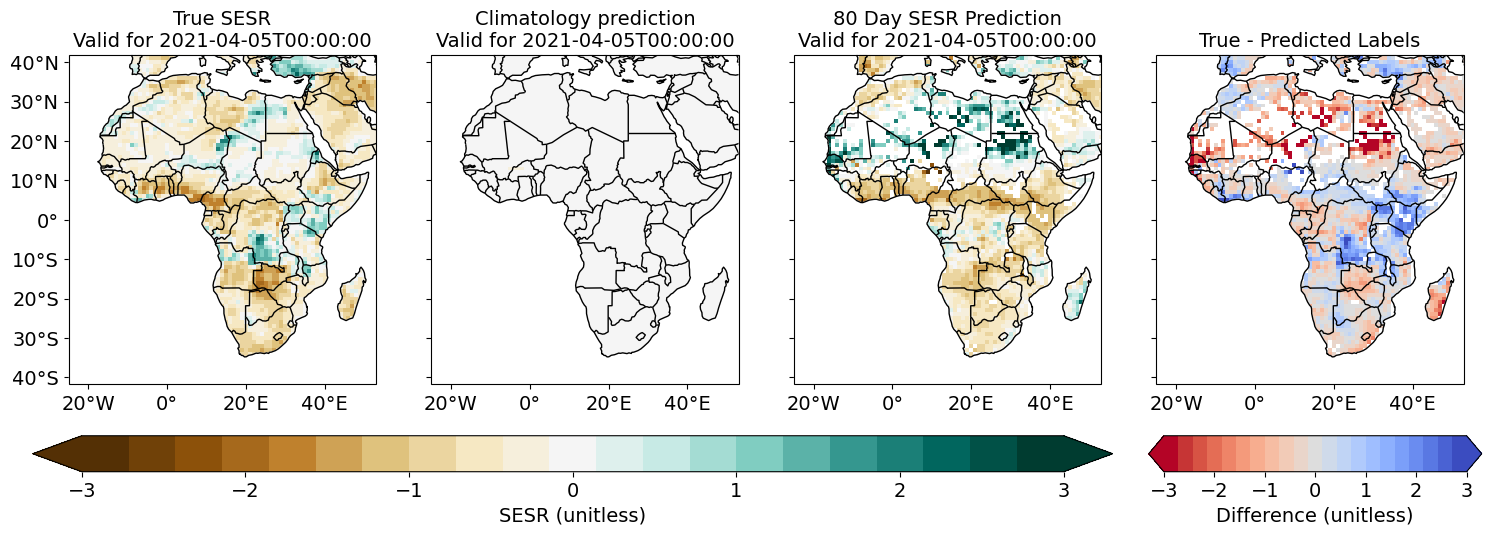 True SESR
Valid for 2021-04-05T00:00:00
Climatology prediction
Valid for 2021-04-05T00:00:00
80 Day SESR Prediction
Valid for 2021-04-05T00:00:00
True - Predicted Labels
40°N
30°N
20°N
10°N
0°
10°S
20°S
30°S
40°S
20°W 0° 20°E 40°E
20°W 0° 20°E 40°E
20°W 0° 20°E 40°E
20°W 0° 20°E 40°E
−3 −2 −1 0 1 2 3
SESR (unitless)
−3 −2 −1 0 1 2 3
Difference (unitless)